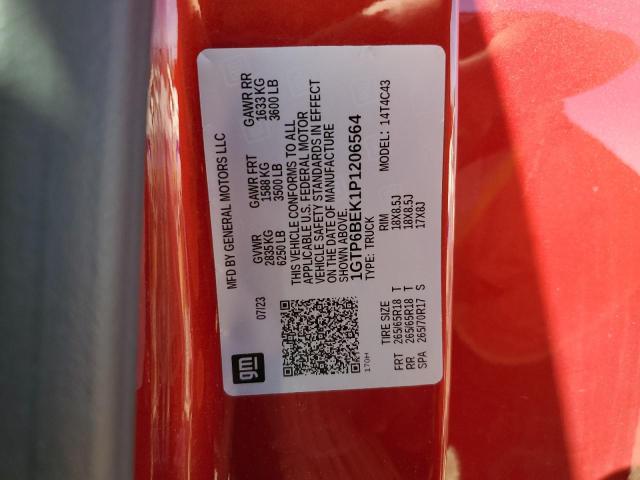 MFD BY GENERAL MOTORS LLC
07/23
GVWR GAWR FRT GAWR RR
2835 KG 1588 KG 1633 KG
6250 LB 3500 LB 3600 LB
THIS VEHICLE CONFORMS TO ALL
APPLICABLE U.S. FEDERAL MOTOR
VEHICLE SAFETY STANDARDS IN EFFECT
ON THE DATE OF MANUFACTURE
SHOWN ABOVE.
1GTP6BEK1P1206564
TYPE: TRUCK MODEL: 14T4C43
gm
170H
TIRE SIZE RIM
FRT 265/65R18 T 18X8.5J
RR 265/65R18 T 18X8.5J
SPA 265/70R17 S 17X8J